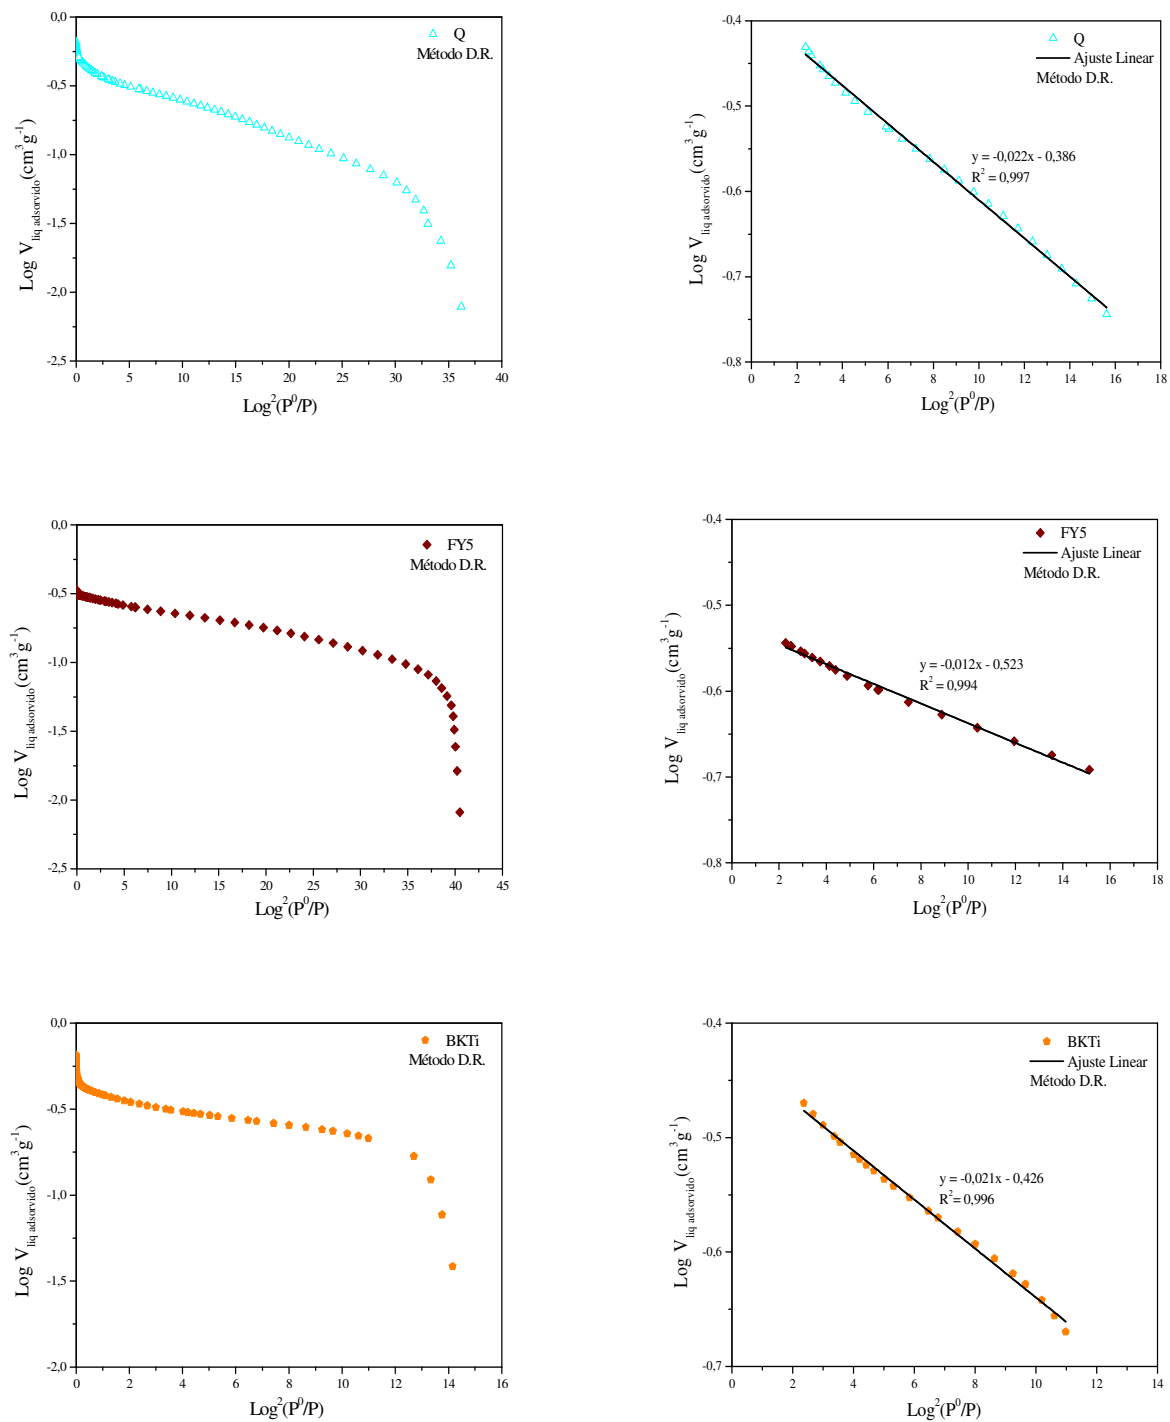 Q
Método D.R.
0,0
-0,5
-1,0
-1,5
-2,0
-2,5
0 5 10 15 20 25 30 35 40
Log V liq adsorvido (cm³g⁻¹)
Log²(P⁰/P)
Q
Ajuste Linear
Método D.R.
y = -0,022x - 0,386
R² = 0,997
-0,4
-0,5
-0,6
-0,7
-0,8
0 2 4 6 8 10 12 14 16 18
Log V liq adsorvido (cm³g⁻¹)
Log²(P⁰/P)
FY5
Método D.R.
0,0
-0,5
-1,0
-1,5
-2,0
-2,5
0 5 10 15 20 25 30 35 40 45
Log V liq adsorvido (cm³g⁻¹)
Log²(P⁰/P)
FY5
Ajuste Linear
Método D.R.
y = -0,012x - 0,523
R² = 0,994
-0,4
-0,5
-0,6
-0,7
-0,8
0 2 4 6 8 10 12 14 16 18
Log V liq adsorvido (cm³g⁻¹)
Log²(P⁰/P)
BKTi
Método D.R.
0,0
-0,5
-1,0
-1,5
-2,0
0 2 4 6 8 10 12 14 16
Log V liq adsorvido (cm³g⁻¹)
Log²(P⁰/P)
BKTi
Ajuste Linear
Método D.R.
y = -0,021x - 0,426
R² = 0,996
-0,4
-0,5
-0,6
-0,7
0 2 4 6 8 10 12 14
Log V liq adsorvido (cm³g⁻¹)
Log²(P⁰/P)